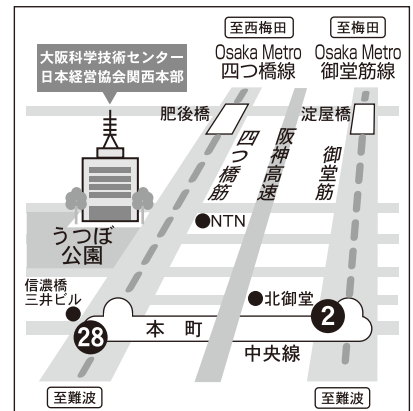 至西梅田
至梅田
Osaka Metro
四つ橋線
Osaka Metro
御堂筋線
大阪科学技術センター
日本経営協会関西本部
肥後橋
淀屋橋
四つ橋筋
阪神高速
御堂筋
NTN
うつぼ
公園
信濃橋
三井ビル
北御堂
28
本町
2
中央線
至難波
至難波